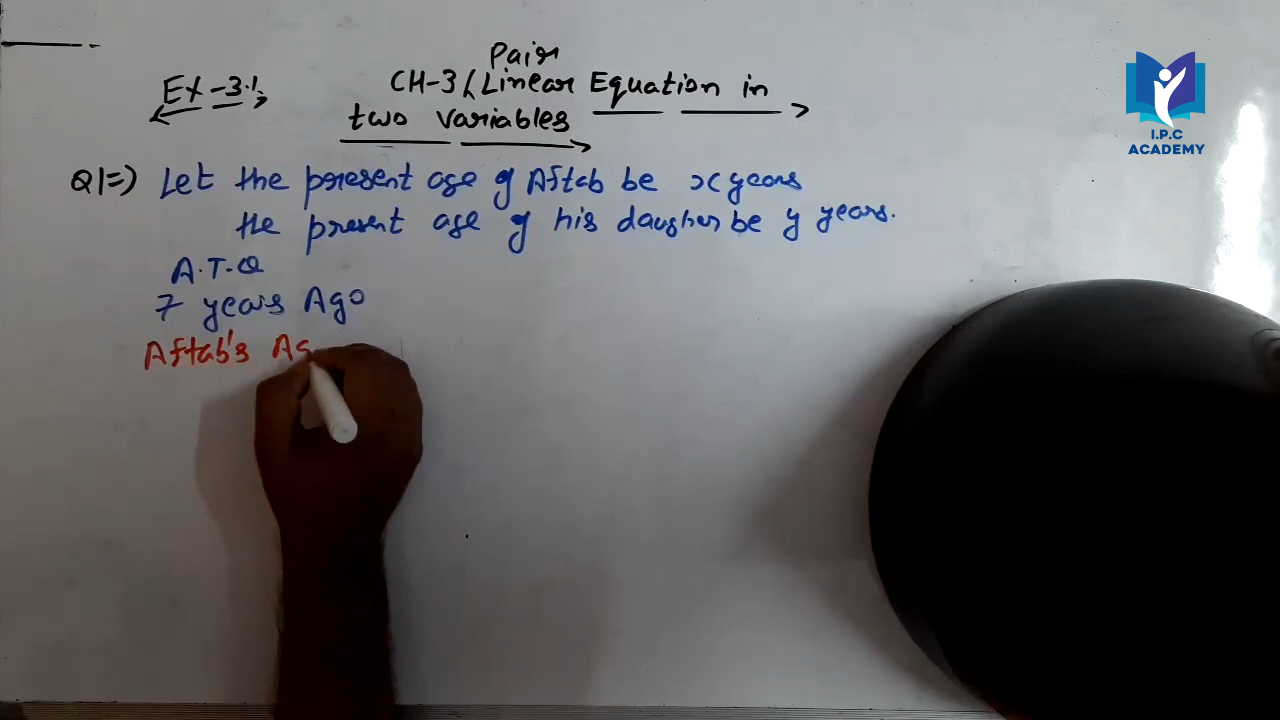 Pair
Ex-3.1. CH-3 ( Linear Equation in
two variables
Q1=) Let the present age of Aftab be x years
the present age of his daugher be y years.
A.T-Q
7 years Ago
Aftab's Ag
I.P.C
ACADEMY